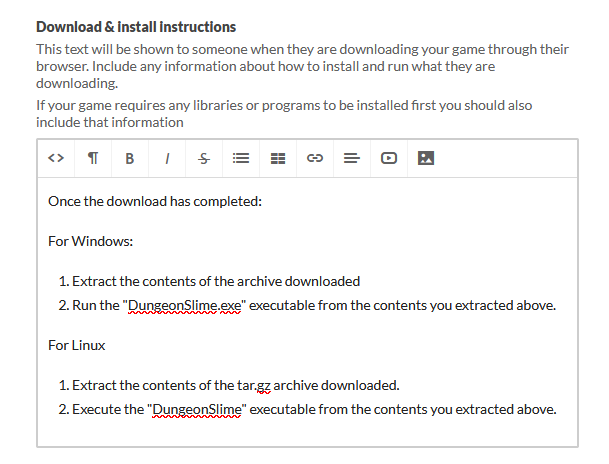 Download & Install Instructions
This text will be shown to someone when they are downloading your game through their
browser. Include any information about how to install and run what they are
downloading.
If your game requires any libraries or programs to be installed first you should also
include that information
<> ¶ B I S
Once the download has completed:
For Windows:
1. Extract the contents of the archive downloaded
2. Run the "DungeonSlime.exe" executable from the contents you extracted above.
For Linux
1. Extract the contents of the tar.gz archive downloaded.
2. Execute the "DungeonSlime" executable from the contents you extracted above.